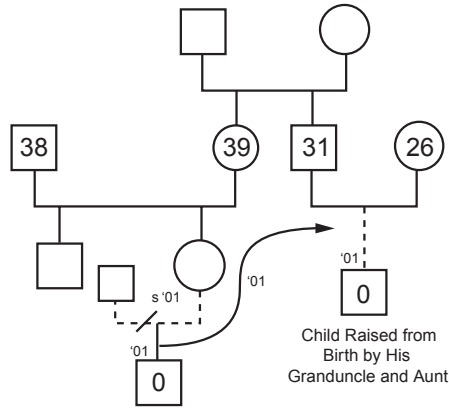 38
39
31
26
s ‘01
‘01
‘01
‘01
0
0
Child Raised from
Birth by His
Granduncle and Aunt